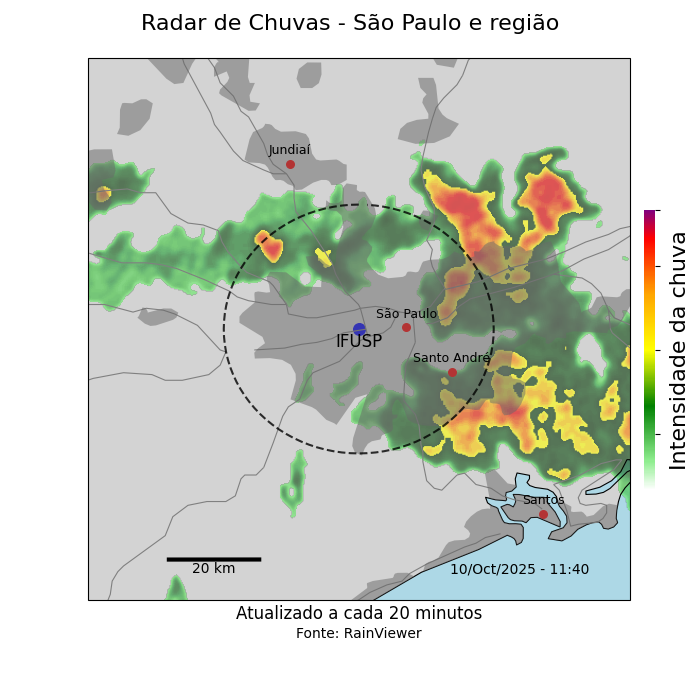 Radar de Chuvas - São Paulo e região
Jundiaí
São Paulo
IFUSP
Santo André
Santos
20 km
10/Oct/2025 - 11:40
Intensidade da chuva
Atualizado a cada 20 minutos
Fonte: RainViewer